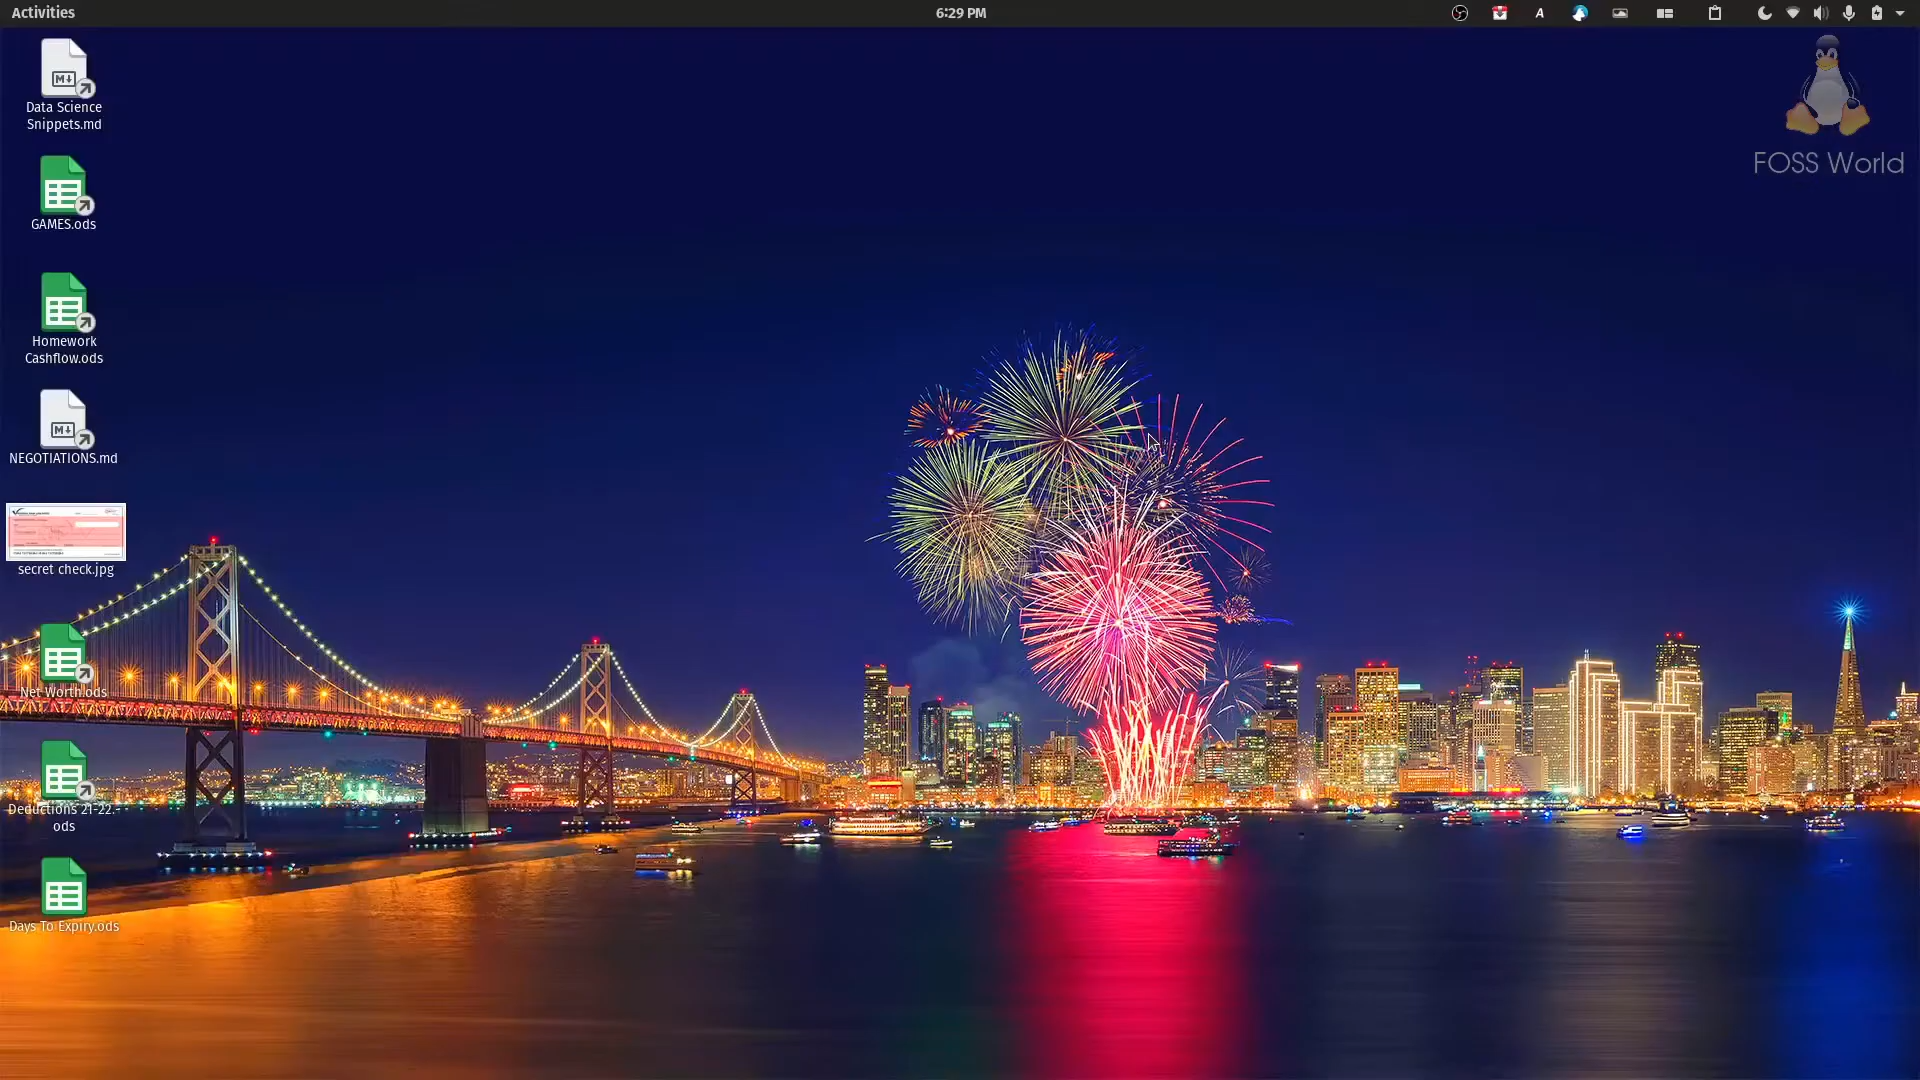 Activities
6:29 PM
A
Data Science
Snippets.md
GAMES.ods
Homework
Cashflow.ods
NEGOTIATIONS.md
secret check.jpg
Net Worth.ods
Deductions 21-22.-
ods
Days To Expiry.ods
FOSS World